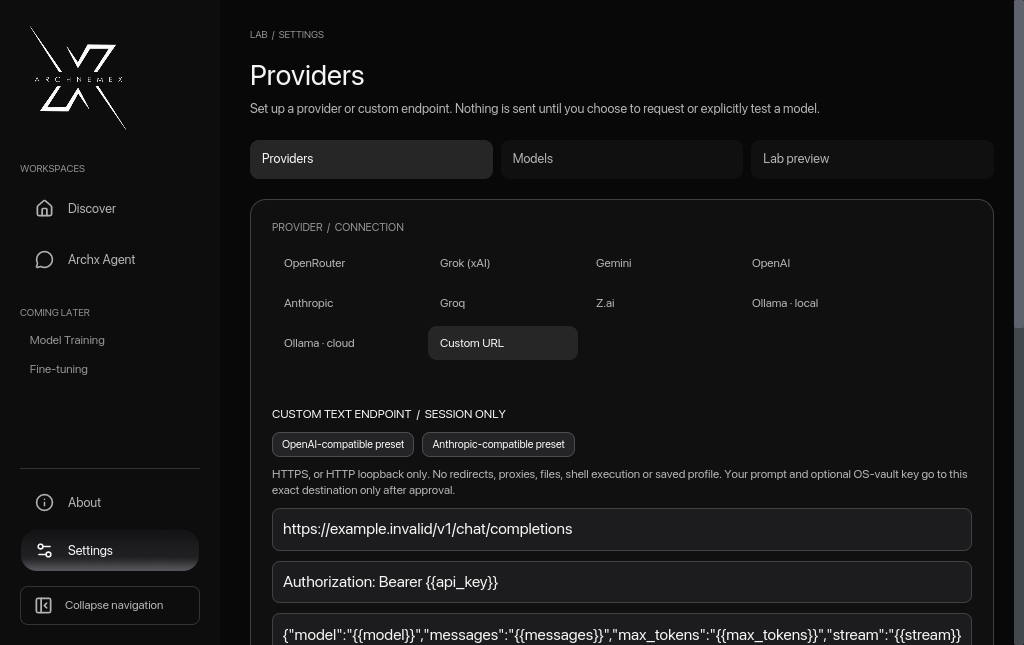 ARCHNEMEX
WORKSPACES
Discover
Archx Agent
COMING LATER
Model Training
Fine-tuning
About
Settings
Collapse navigation
LAB / SETTINGS
Providers
Set up a provider or custom endpoint. Nothing is sent until you choose to request or explicitly test a model.
Providers Models Lab preview
PROVIDER / CONNECTION
OpenRouter Grok (xAI) Gemini OpenAI
Anthropic Groq Z.ai Ollama · local
Ollama · cloud Custom URL
CUSTOM TEXT ENDPOINT / SESSION ONLY
OpenAI-compatible preset Anthropic-compatible preset
HTTPS, or HTTP loopback only. No redirects, proxies, files, shell execution or saved profile. Your prompt and optional OS-vault key go to this
exact destination only after approval.
https://example.invalid/v1/chat/completions
Authorization: Bearer {{api_key}}
{"model":"{{model}}","messages":"{{messages}}","max_tokens":"{{max_tokens}}","stream":"{{stream}}